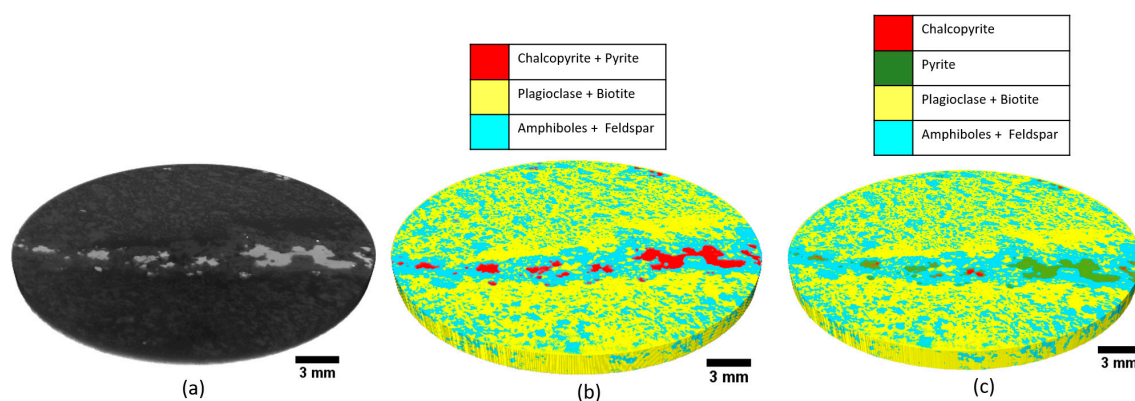 Chalcopyrite + Pyrite
Plagioclase + Biotite
Amphiboles + Feldspar
Chalcopyrite
Pyrite
Plagioclase + Biotite
Amphiboles + Feldspar
3 mm
3 mm
3 mm
(a)
(b)
(c)